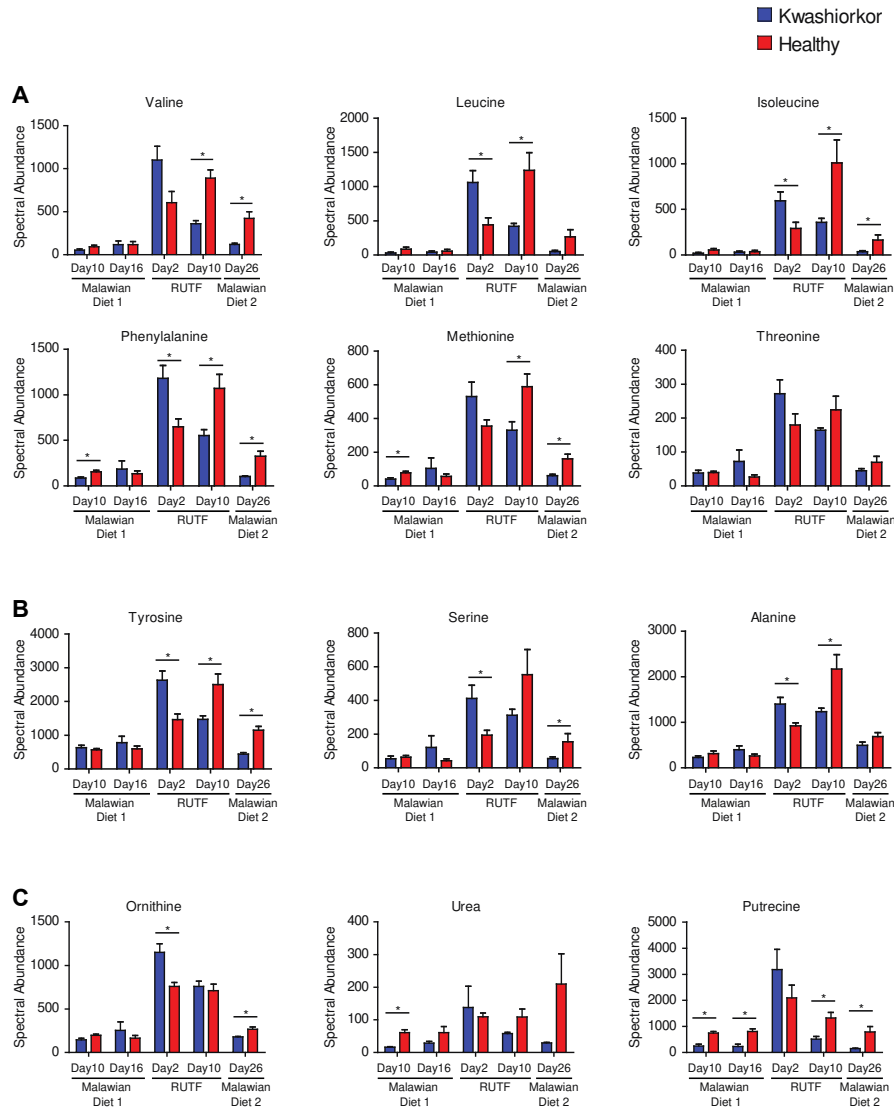 Kwashiorkor
Healthy
A
Valine
Leucine
Isoleucine
Spectral Abundance
1500
1000
500
0
2000
1500
1000
500
0
1500
1000
500
0
* *
* *
* * *
Day10 Day16 Day2 Day10 Day26
Malawian Diet 1
RUTF
Malawian Diet 2
Day10 Day16 Day2 Day10 Day26
Malawian Diet 1
RUTF
Malawian Diet 2
Day10 Day16 Day2 Day10 Day26
Malawian Diet 1
RUTF
Malawian Diet 2
Phenylalanine
Methionine
Threonine
Spectral Abundance
1500
1000
500
0
800
600
400
200
0
400
300
200
100
0
* * * *
* * *
Day10 Day16 Day2 Day10 Day26
Malawian Diet 1
RUTF
Malawian Diet 2
Day10 Day16 Day2 Day10 Day26
Malawian Diet 1
RUTF
Malawian Diet 2
Day10 Day16 Day2 Day10 Day26
Malawian Diet 1
RUTF
Malawian Diet 2
B
Tyrosine
Serine
Alanine
Spectral Abundance
4000
3000
2000
1000
0
Spectral Abundance
800
600
400
200
0
Spectral Abundance
3000
2000
1000
0
* * *
* *
* *
Day10 Day16 Day2 Day10 Day26
Malawian Diet 1
RUTF
Malawian Diet 2
Day10 Day16 Day2 Day10 Day26
Malawian Diet 1
RUTF
Malawian Diet 2
Day10 Day16 Day2 Day10 Day26
Malawian Diet 1
RUTF
Malawian Diet 2
C
Ornithine
Urea
Putrecine
Spectral Abundance
1500
1000
500
0
Spectral Abundance
400
300
200
100
0
Spectral Abundance
5000
4000
3000
2000
1000
0
* *
*
* * * *
Day10 Day16 Day2 Day10 Day26
Malawian Diet 1
RUTF
Malawian Diet 2
Day10 Day16 Day2 Day10 Day26
Malawian Diet 1
RUTF
Malawian Diet 2
Day10 Day16 Day2 Day10 Day26
Malawian Diet 1
RUTF
Malawian Diet 2